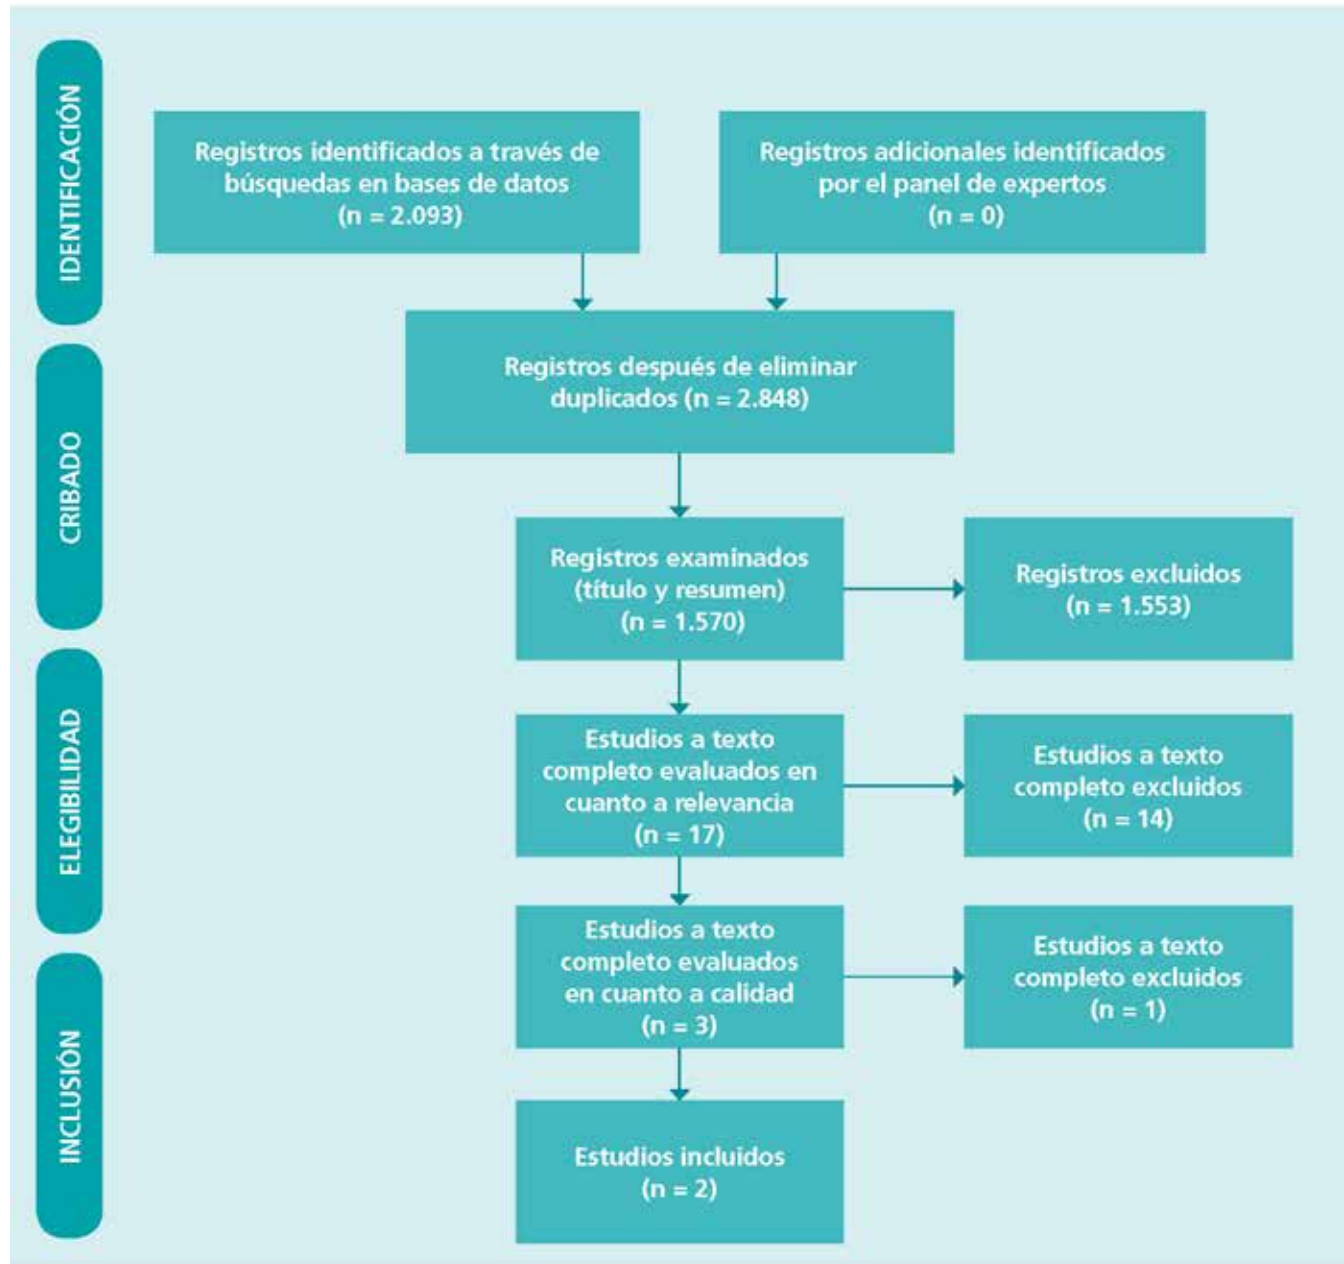 IDENTIFICACIÓN
Registros identificados a través de
búsquedas en bases de datos
(n = 2.093)
Registros adicionales identificados
por el panel de expertos
(n = 0)
CRIBADO
Registros después de eliminar
duplicados (n = 2.848)
Registros examinados
(título y resumen)
(n = 1.570)
Registros excluidos
(n = 1.553)
ELEGIBILIDAD
Estudios a texto
completo evaluados en
cuanto a relevancia
(n = 17)
Estudios a texto
completo excluidos
(n = 14)
Estudios a texto
completo evaluados
en cuanto a calidad
(n = 3)
Estudios a texto
completo excluidos
(n = 1)
INCLUSIÓN
Estudios incluidos
(n = 2)